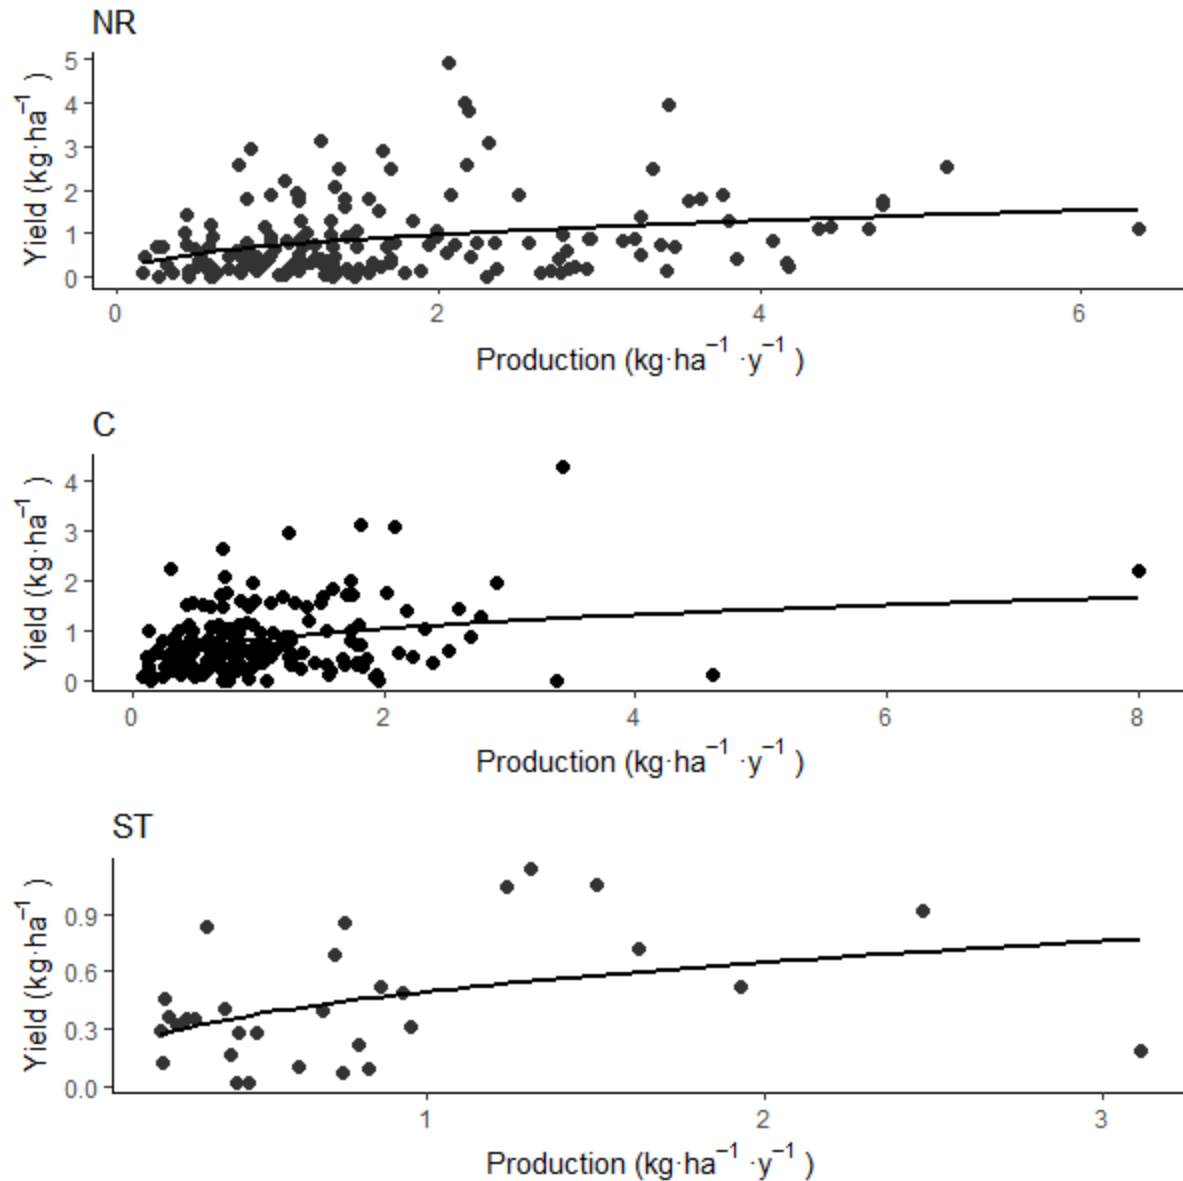 NR
Yield (kg·ha⁻¹ )
5
4
3
2
1
0
0 2 4 6
Production (kg·ha⁻¹ ·y⁻¹ )
C
Yield (kg·ha⁻¹ )
4
3
2
1
0
0 2 4 6 8
Production (kg·ha⁻¹ ·y⁻¹ )
ST
Yield (kg·ha⁻¹ )
0.9
0.6
0.3
0.0
1 2 3
Production (kg·ha⁻¹ ·y⁻¹ )